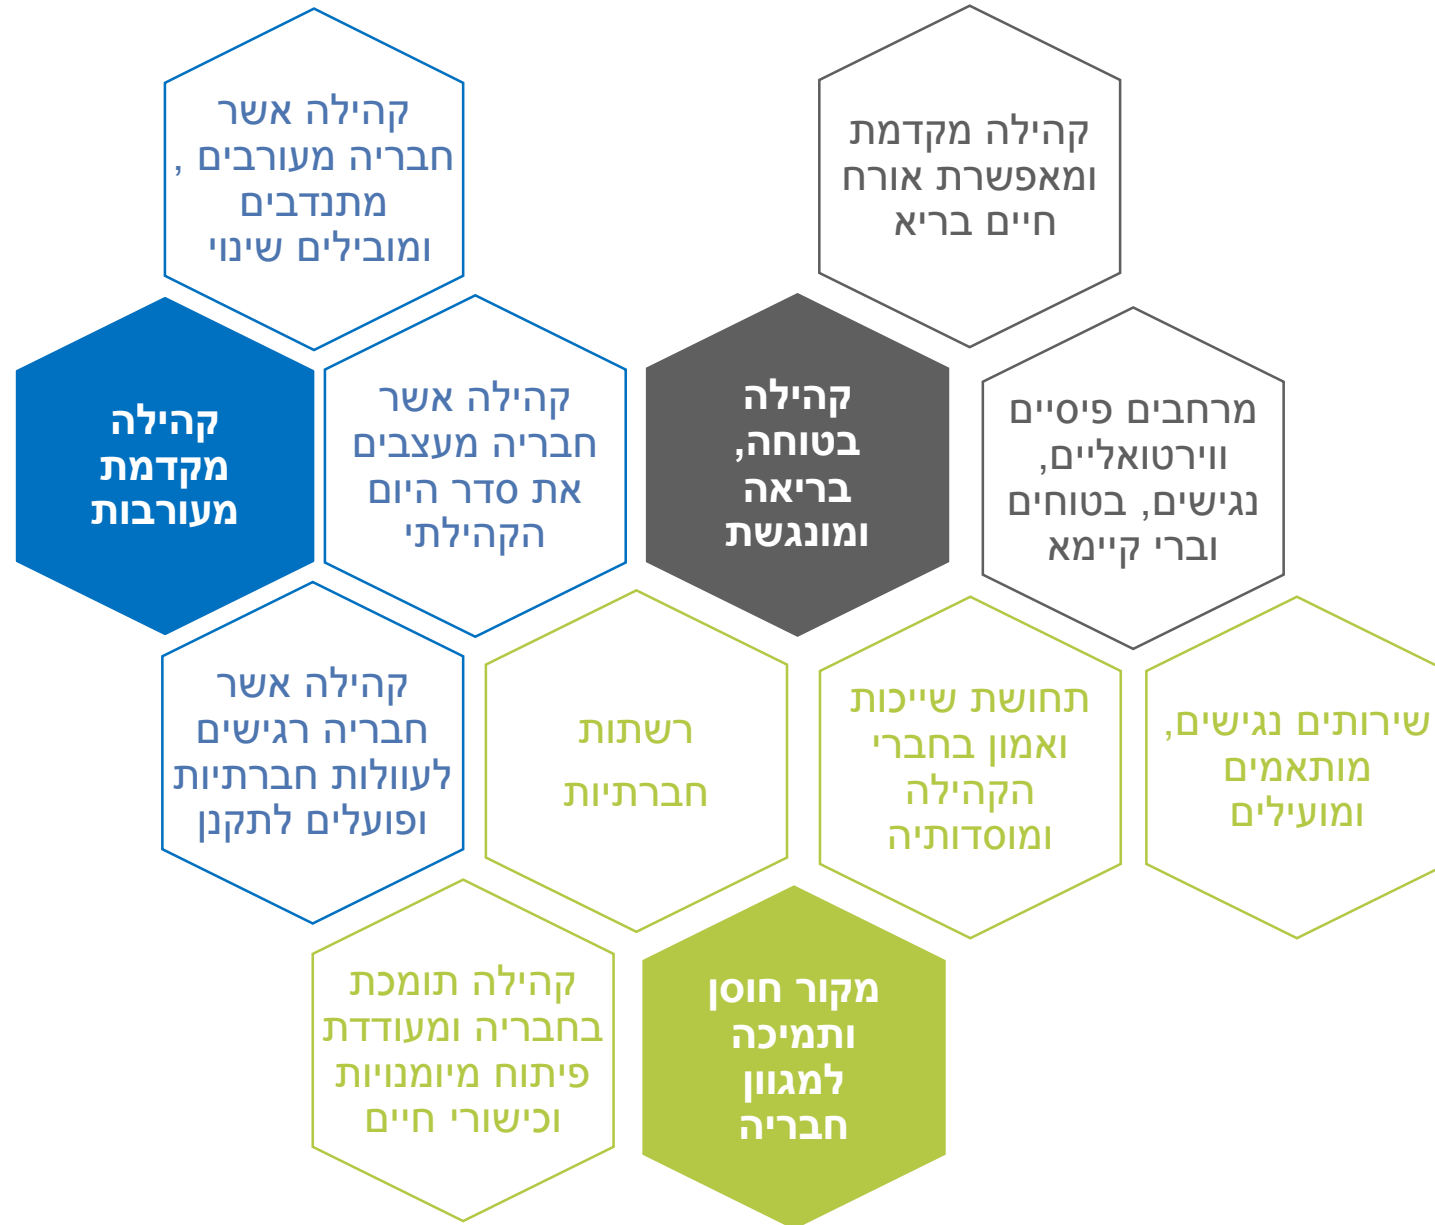 קהילה מקדמת
ומאפשרת אורח
חיים בריא
קהילה אשר
חבריה מעורבים ,
מתנדבים
ומובילים שינוי
מרחבים פיסיים
ווירטואליים,
נגישים, בטוחים
וברי קיימא
קהילה
בטוחה,
בריאה
ומונגשת
קהילה אשר
חבריה מעצבים
את סדר היום
הקהילתי
קהילה
מקדמת
מעורבות
שירותים נגישים,
מותאמים
ומועילים
תחושת שייכות
ואמון בחברי
הקהילה
ומוסדותיה
רשתות
חברתיות
קהילה אשר
חבריה רגישים
לעוולות חברתיות
ופועלים לתקנן
מקור חוסן
ותמיכה
למגוון
חבריה
קהילה תומכת
בחבריה ומעודדת
פיתוח מיומנויות
וכישורי חיים